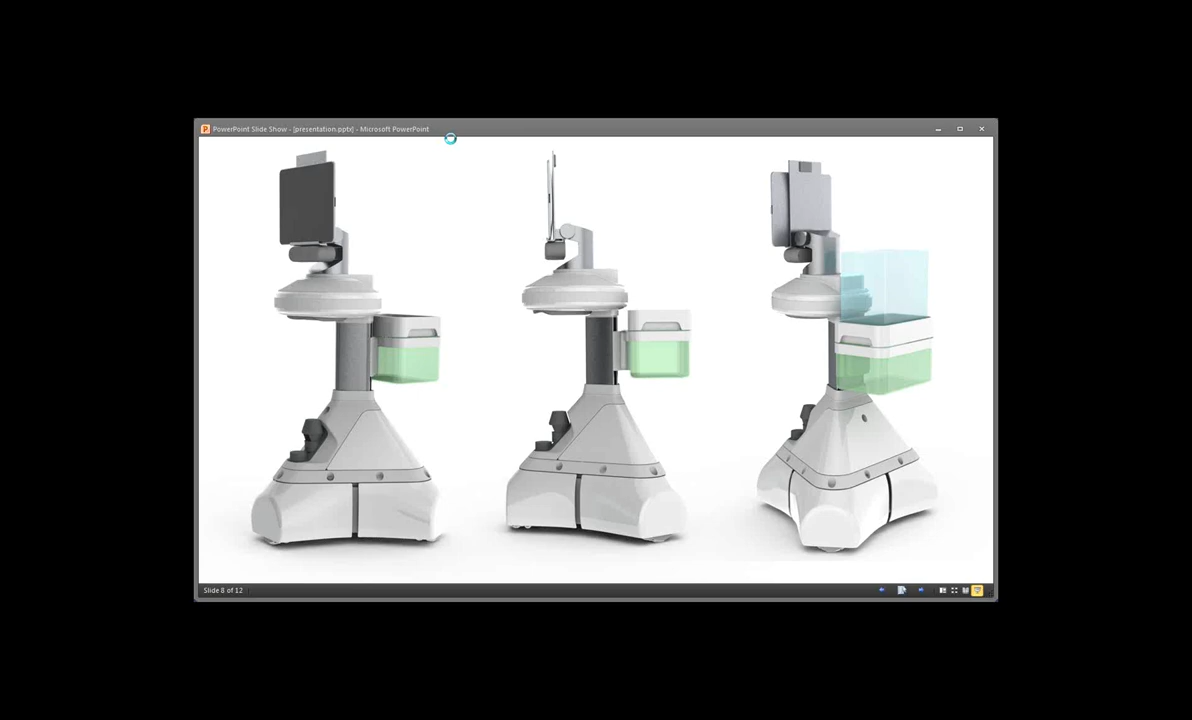 PowerPoint Slide Show - [presentation.pptx] - Microsoft PowerPoint
Slide 8 of 12